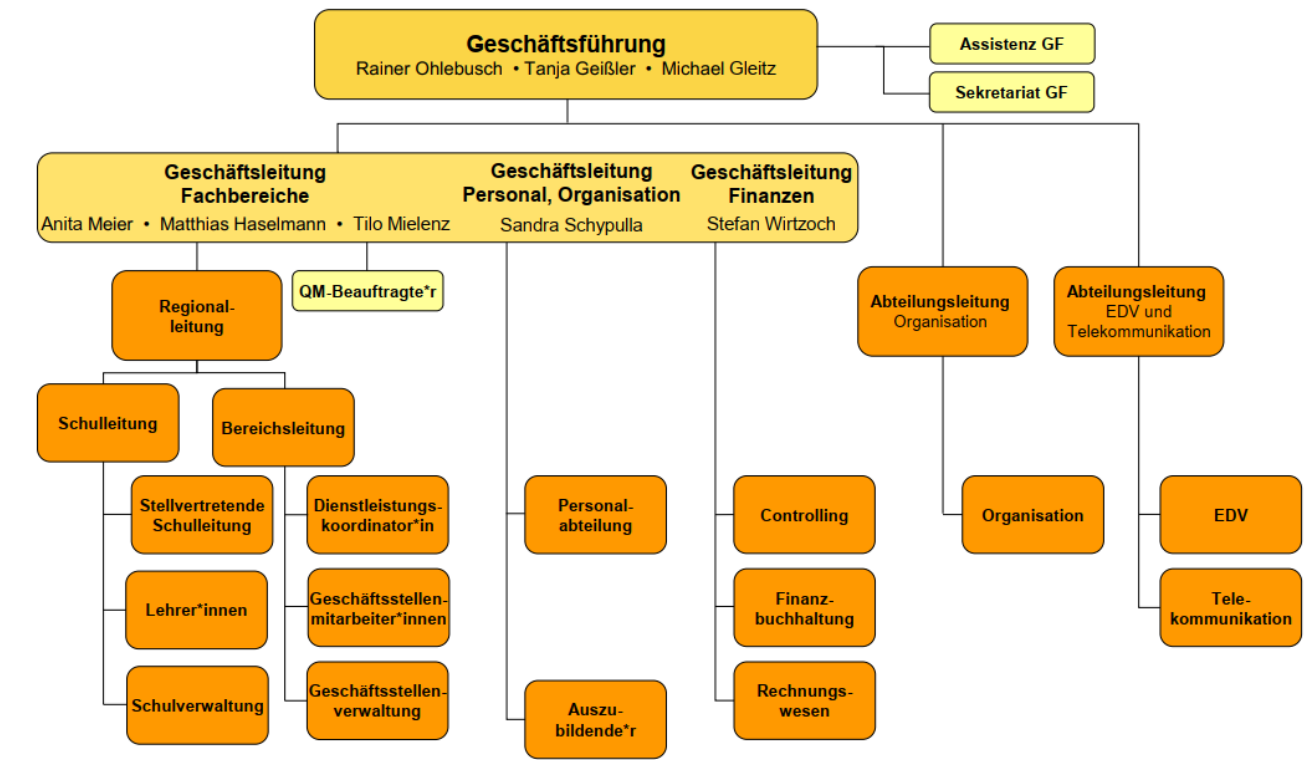 Geschäftsführung
Rainer Ohlebusch • Tanja Geißler • Michael Gleitz
Assistenz GF
Sekretariat GF
Geschäftsleitung
Fachbereiche
Anita Meier • Matthias Haselmann • Tilo Mielenz
Geschäftsleitung
Personal, Organisation
Sandra Schypulla
Geschäftsleitung
Finanzen
Stefan Wirtzoch
Regional-
leitung
QM-Beauftragte*r
Abteilungsleitung
Organisation
Abteilungsleitung
EDV und
Telekommunikation
Schulleitung
Bereichsleitung
Stellvertretende
Schulleitung
Dienstleistungs-
koordinator*in
Personal-
abteilung
Controlling
Organisation
EDV
Lehrer*innen
Geschäftsstellen-
mitarbeiter*innen
Finanz-
buchhaltung
Tele-
kommunikation
Schulverwaltung
Geschäftsstellen-
verwaltung
Auszu-
bildende*r
Rechnungs-
wesen